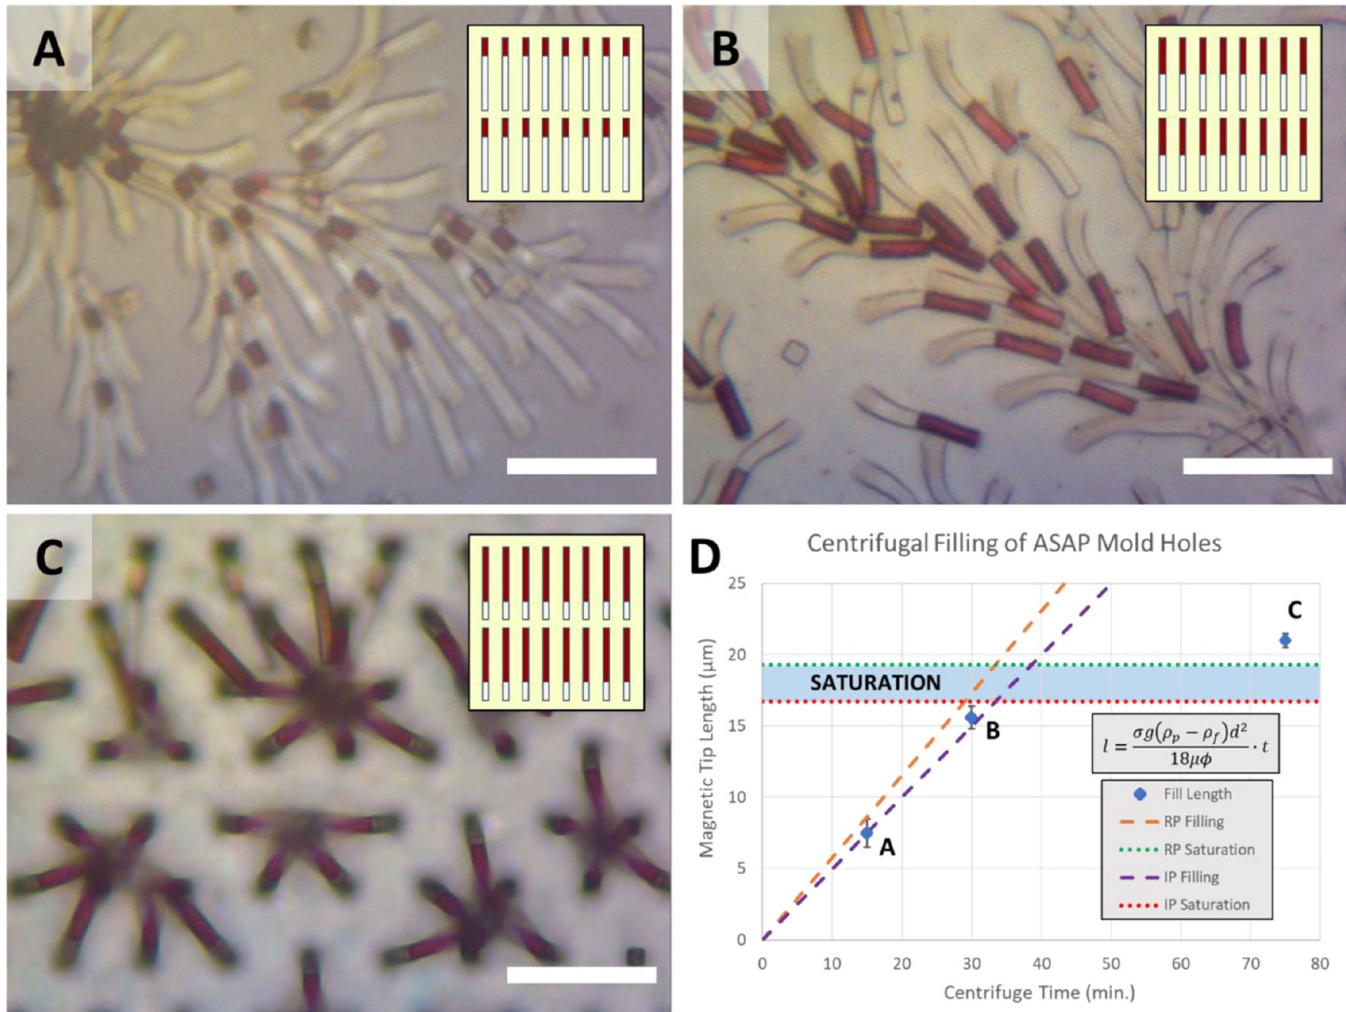 A
B
C
D
Centrifugal Filling of ASAP Mold Holes
25
20
15
10
5
0
Magnetic Tip Length (μm)
C
SATURATION
B
A
l = σg(ρ_p − ρ_f)d² / 18μϕ · t
Fill Length
RP Filling
RP Saturation
IP Filling
IP Saturation
0 10 20 30 40 50 60 70 80
Centrifuge Time (min.)